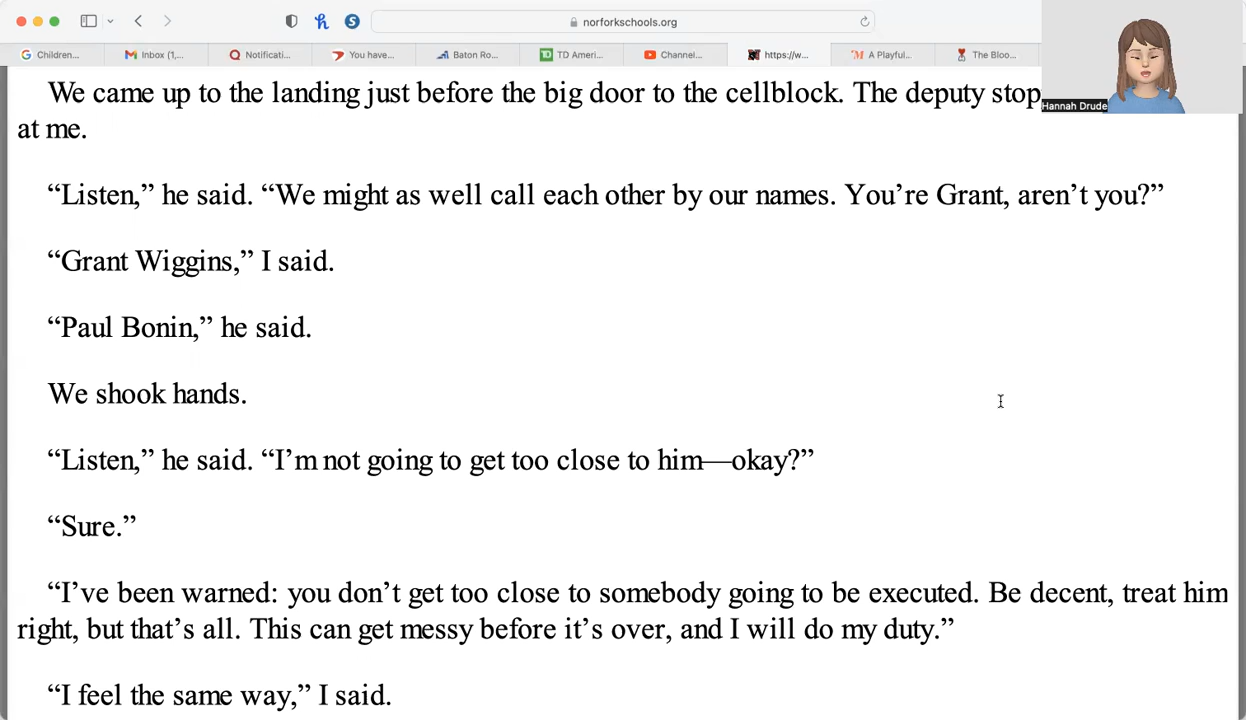 norforkschools.org
Children...
Inbox (1,...
Notificati...
You have...
Baton Ro...
TD Ameri...
Channel...
https://w...
A Playful...
The Bloo...
Hannah Drude
We came up to the landing just before the big door to the cellblock. The deputy stop
at me.
“Listen,” he said. “We might as well call each other by our names. You’re Grant, aren’t you?”
“Grant Wiggins,” I said.
“Paul Bonin,” he said.
We shook hands.
“Listen,” he said. “I’m not going to get too close to him—okay?”
“Sure.”
“I’ve been warned: you don’t get too close to somebody going to be executed. Be decent, treat him
right, but that’s all. This can get messy before it’s over, and I will do my duty.”
“I feel the same way,” I said.